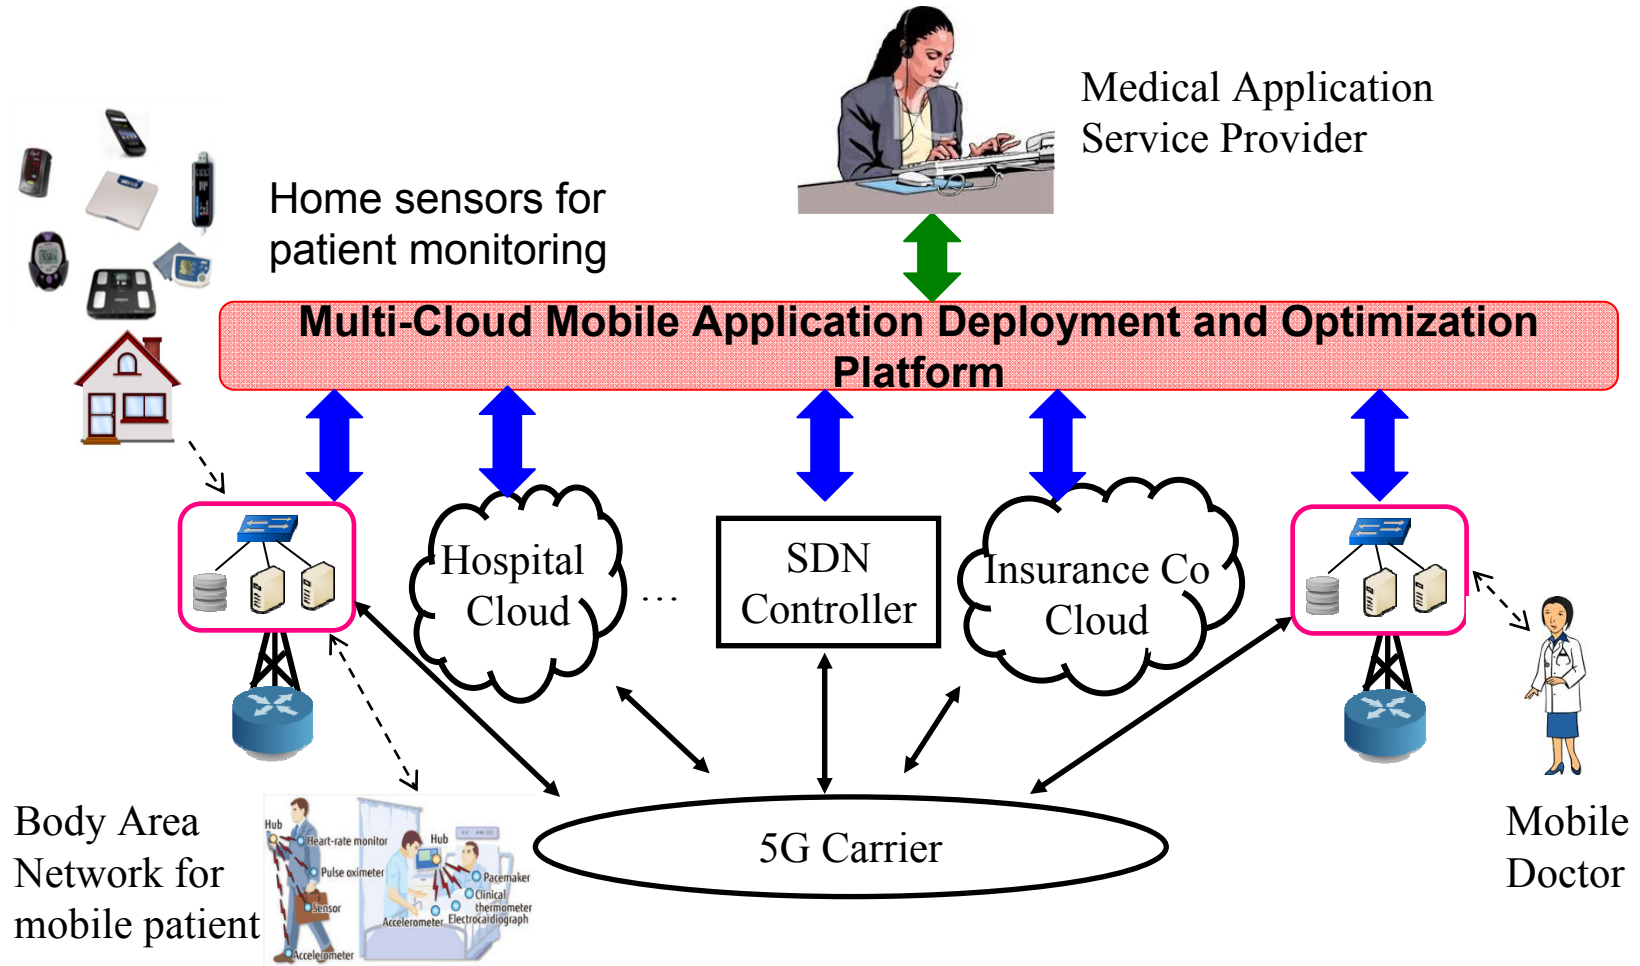 Medical Application
Service Provider
Home sensors for
patient monitoring
Multi-Cloud Mobile Application Deployment and Optimization
Platform
Hospital
Cloud
...
SDN
Controller
Insurance Co
Cloud
5G Carrier
Body Area
Network for
mobile patient
Hub
Heart-rate monitor
Pulse oximeter
Sensor
Accelerometer
Hub
Pacemaker
Clinical
thermometer
Accelerometer
Electrocardiograph
Mobile
Doctor